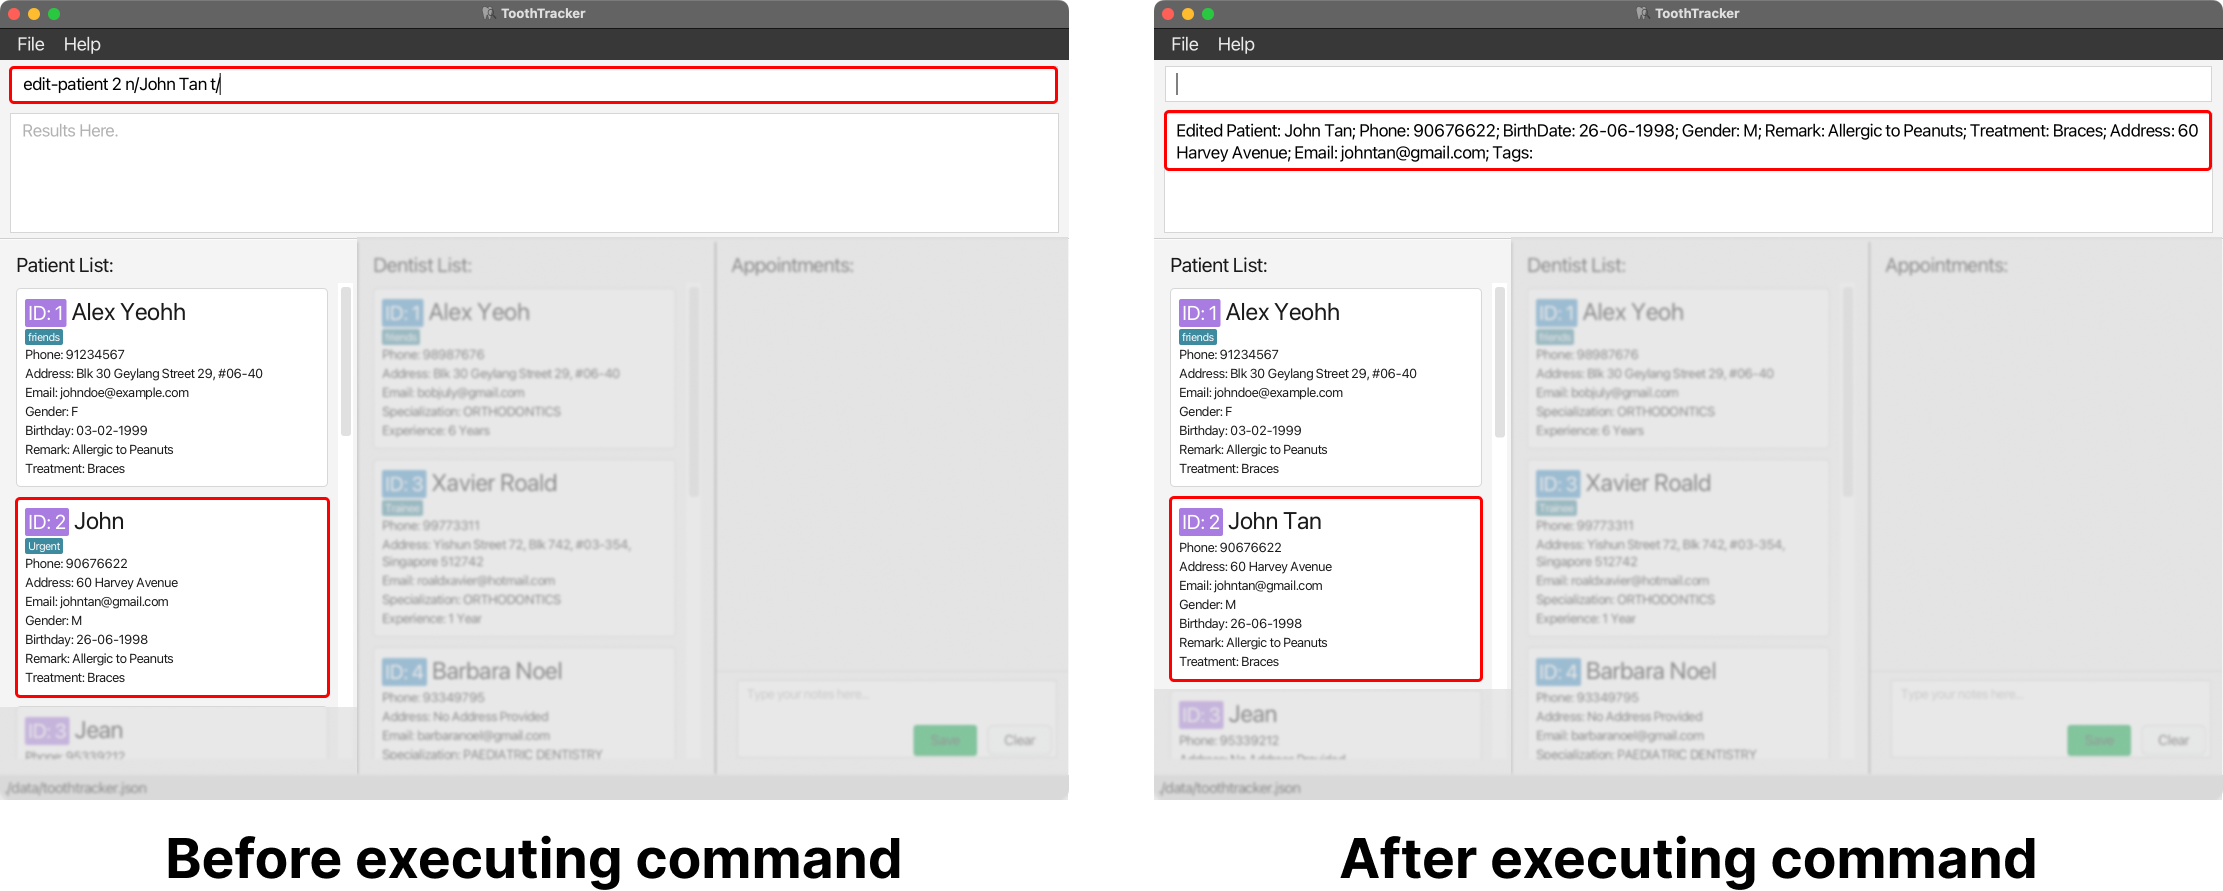 ToothTracker
File Help
edit-patient 2 n/John Tan t/
Results Here.
Patient List:
ID: 1 Alex Yeohh
friends
Phone: 91234567
Address: Blk 30 Geylang Street 29, #06-40
Email: johndoe@example.com
Gender: F
Birthday: 03-02-1999
Remark: Allergic to Peanuts
Treatment: Braces
ID: 2 John
Urgent
Phone: 90676622
Address: 60 Harvey Avenue
Email: johntan@gmail.com
Gender: M
Birthday: 26-06-1998
Remark: Allergic to Peanuts
Treatment: Braces
ID: 3 Jean
Phone: 95339212
Dentist List:
ID: 1 Alex Yeoh
friends
Phone: 98987676
Address: Blk 30 Geylang Street 29, #06-40
Email: bobjuly@gmail.com
Specialization: ORTHODONTICS
Experience: 6 Years
ID: 3 Xavier Roald
Trainee
Phone: 99773311
Address: Yishun Street 72, Blk 742, #03-354,
Singapore 512742
Email: roaldxavier@hotmail.com
Specialization: ORTHODONTICS
Experience: 1 Year
ID: 4 Barbara Noel
Phone: 93349795
Address: No Address Provided
Email: barbaranoel@gmail.com
Specialization: PAEDIATRIC DENTISTRY
Appointments:
Type your notes here...
Save Clear
./data/toothtracker.json
Before executing command
ToothTracker
File Help
Edited Patient: John Tan; Phone: 90676622; BirthDate: 26-06-1998; Gender: M; Remark: Allergic to Peanuts; Treatment: Braces; Address: 60
Harvey Avenue; Email: johntan@gmail.com; Tags:
Patient List:
ID: 1 Alex Yeohh
friends
Phone: 91234567
Address: Blk 30 Geylang Street 29, #06-40
Email: johndoe@example.com
Gender: F
Birthday: 03-02-1999
Remark: Allergic to Peanuts
Treatment: Braces
ID: 2 John Tan
Phone: 90676622
Address: 60 Harvey Avenue
Email: johntan@gmail.com
Gender: M
Birthday: 26-06-1998
Remark: Allergic to Peanuts
Treatment: Braces
ID: 3 Jean
Phone: 95339212
Address: No Address Provided
Dentist List:
ID: 1 Alex Yeoh
friends
Phone: 98987676
Address: Blk 30 Geylang Street 29, #06-40
Email: bobjuly@gmail.com
Specialization: ORTHODONTICS
Experience: 6 Years
ID: 3 Xavier Roald
Trainee
Phone: 99773311
Address: Yishun Street 72, Blk 742, #03-354,
Singapore 512742
Email: roaldxavier@hotmail.com
Specialization: ORTHODONTICS
Experience: 1 Year
ID: 4 Barbara Noel
Phone: 93349795
Address: No Address Provided
Email: barbaranoel@gmail.com
Specialization: PAEDIATRIC DENTISTRY
Appointments:
Type your notes here...
Save Clear
./data/toothtracker.json
After executing command